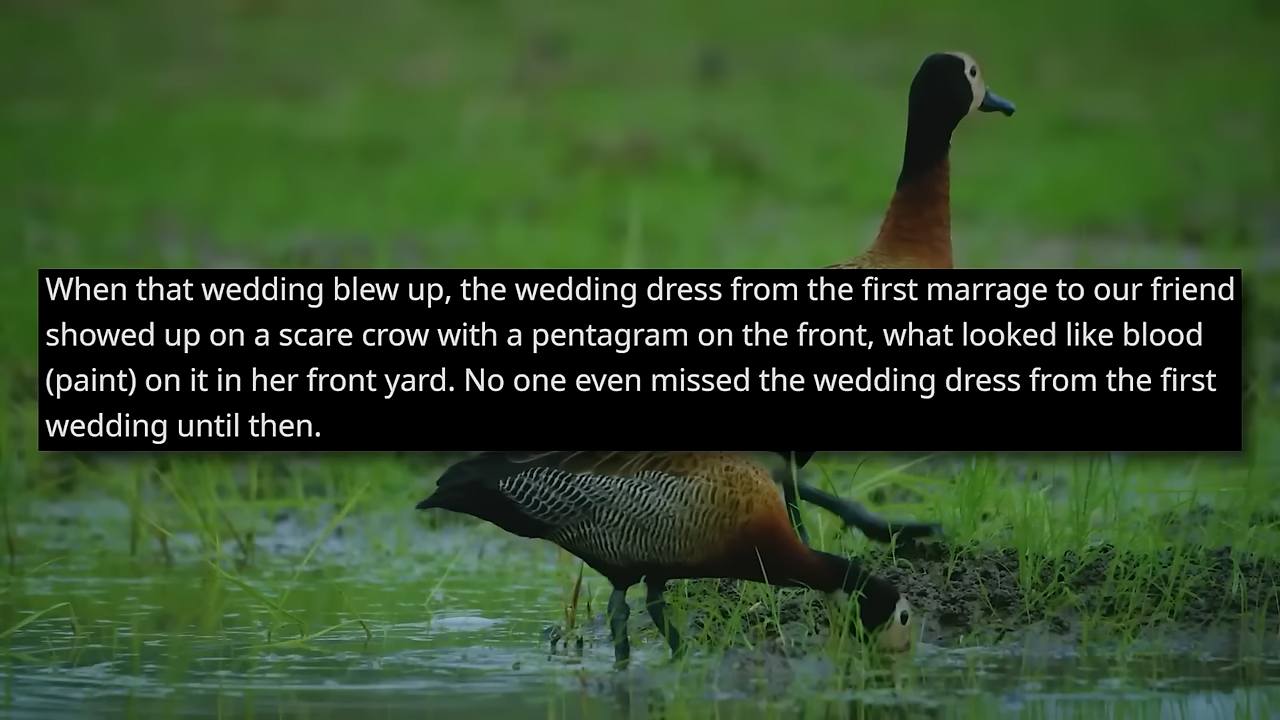 When that wedding blew up, the wedding dress from the first marrage to our friend
showed up on a scare crow with a pentagram on the front, what looked like blood
(paint) on it in her front yard. No one even missed the wedding dress from the first
wedding until then.